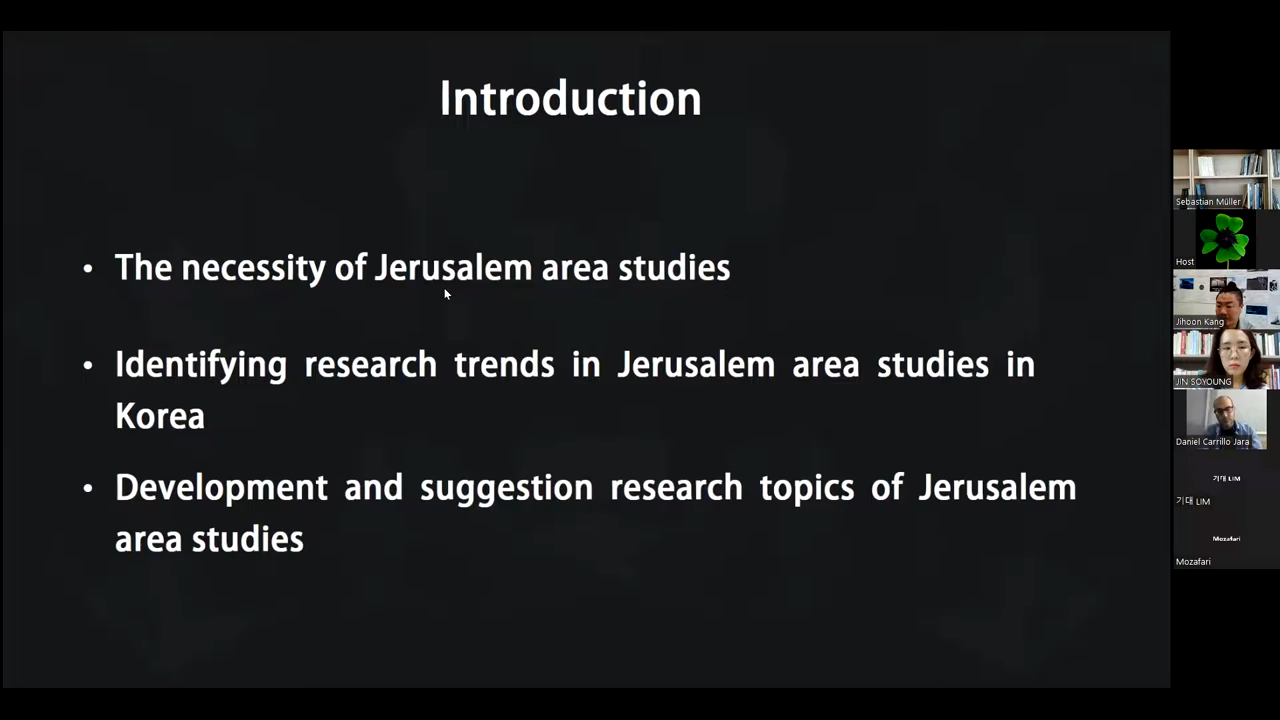 Introduction
• The necessity of Jerusalem area studies
• Identifying research trends in Jerusalem area studies in
Korea
• Development and suggestion research topics of Jerusalem
area studies
Sebastian Müller
Host
Jihoon Kang
JIN SOYOUNG
Daniel Carrillo Jara
기대 LIM
기대 LIM
Mozafari
Mozafari